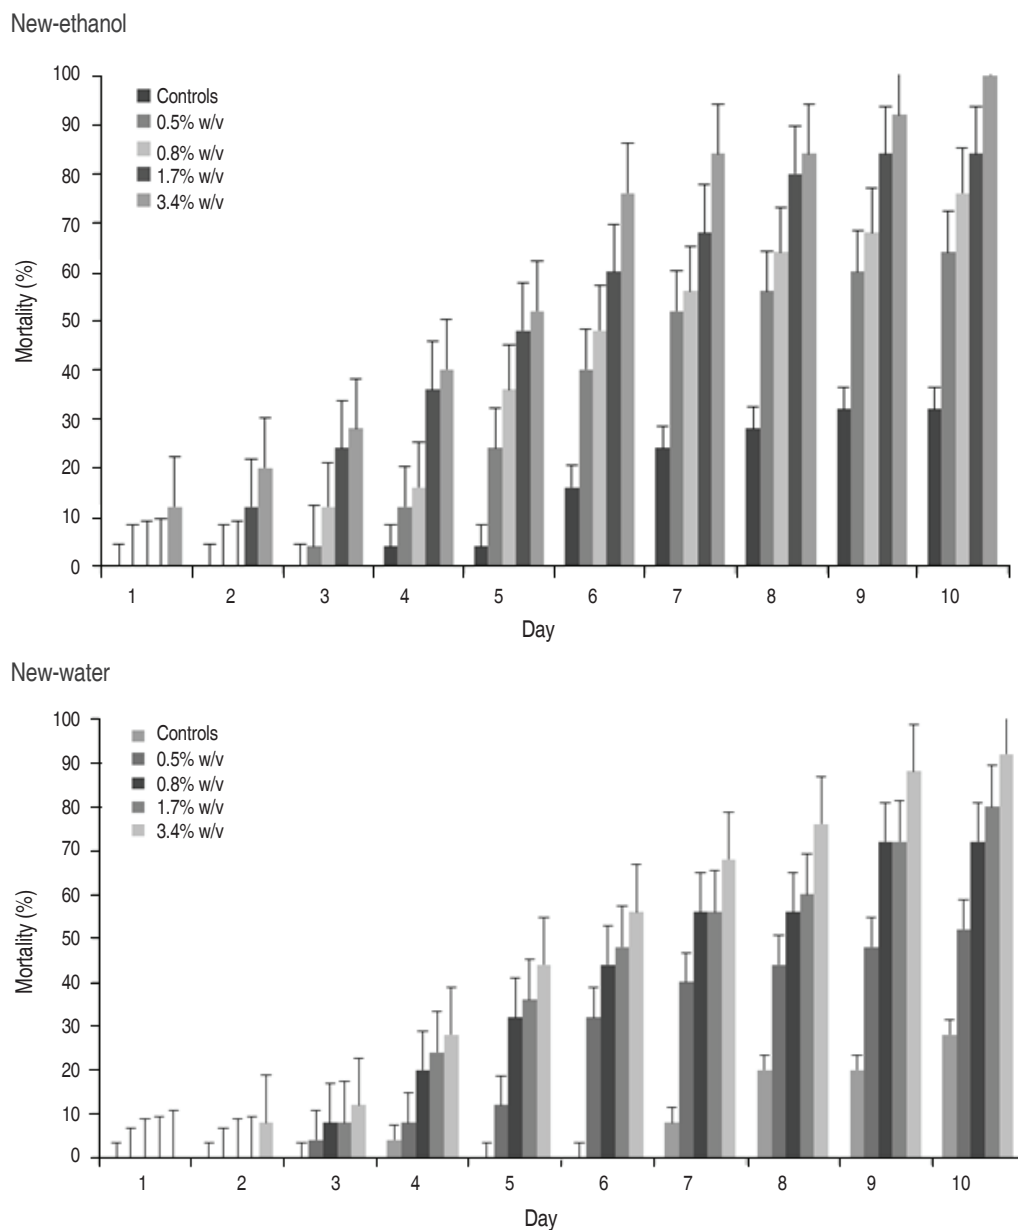 New-ethanol
100
90
80
70
60
50
40
30
20
10
0
Mortality (%)
Controls
0.5% w/v
0.8% w/v
1.7% w/v
3.4% w/v
1 2 3 4 5 6 7 8 9 10
Day
New-water
100
90
80
70
60
50
40
30
20
10
0
Mortality (%)
Controls
0.5% w/v
0.8% w/v
1.7% w/v
3.4% w/v
1 2 3 4 5 6 7 8 9 10
Day